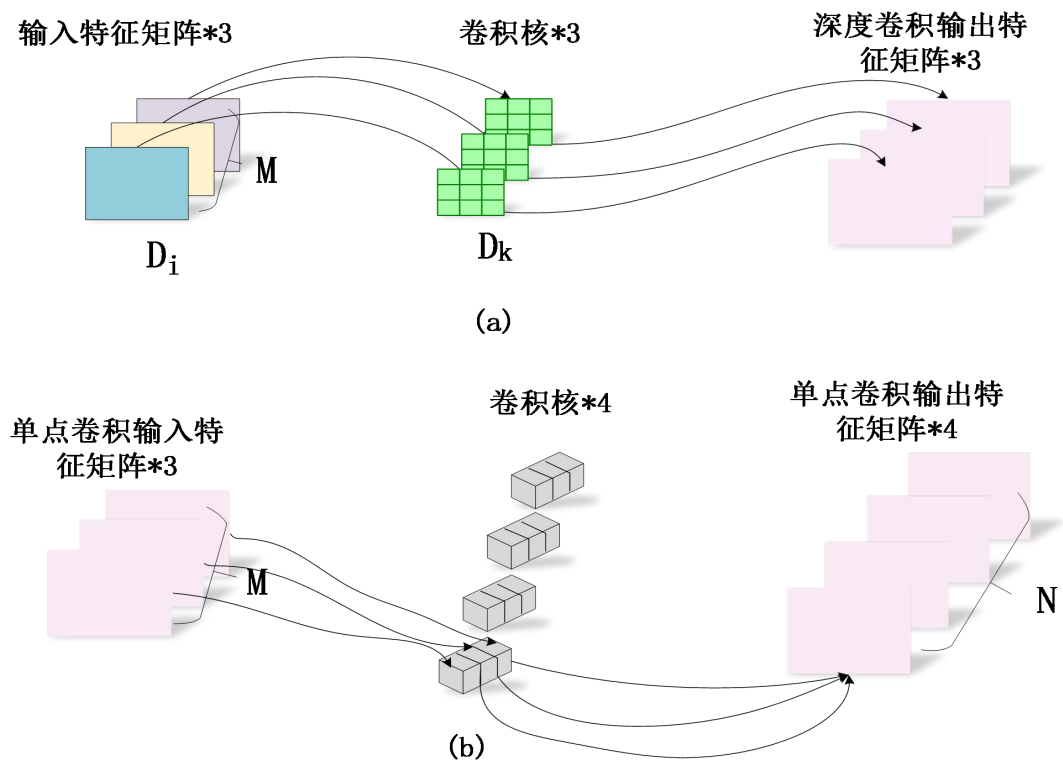 输入特征矩阵*3
卷积核*3
深度卷积输出特
征矩阵*3
M
Di
Dk
(a)
单点卷积输入特
征矩阵*3
卷积核*4
单点卷积输出特
征矩阵*4
M
N
(b)